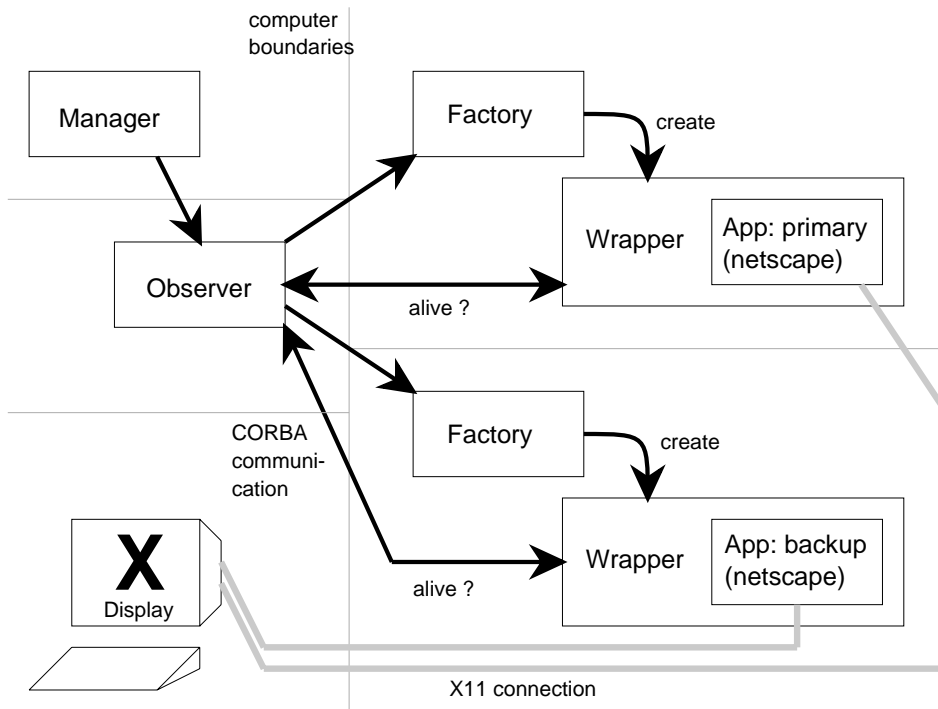 computer
boundaries
Manager
Factory
create
Wrapper
App: primary
(netscape)
Observer
alive ?
Factory
create
CORBA
communi-
cation
Wrapper
App: backup
(netscape)
alive ?
X
Display
X11 connection